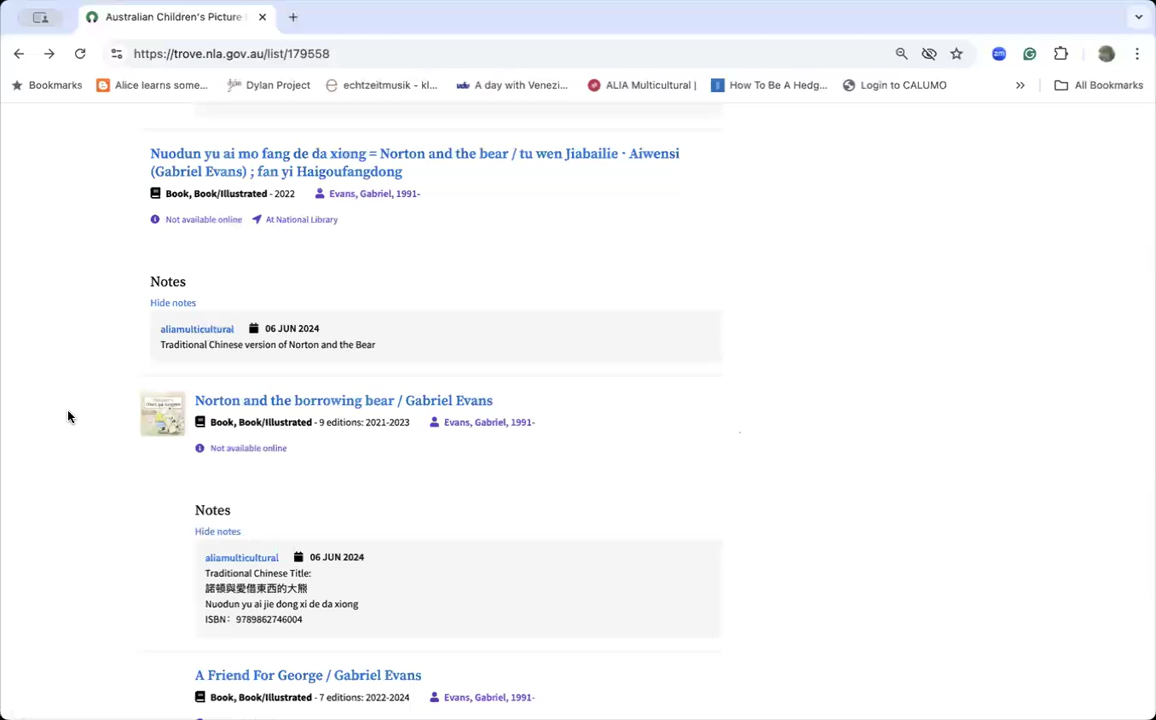 Australian Children's Picture
https://trove.nla.gov.au/list/179558
Bookmarks
Alice learns some...
Dylan Project
echtzeitmusik - kl...
A day with Venezi...
ALIA Multicultural |
How To Be A Hedg...
Login to CALUMO
All Bookmarks
Nuodun yu ai mo fang de da xiong = Norton and the bear / tu wen Jiabailie · Aiwensi
(Gabriel Evans) ; fan yi Haigoufangdong
Book, Book/Illustrated - 2022 Evans, Gabriel, 1991-
Not available online At National Library
Notes
Hide notes
aliamulticultural 06 JUN 2024
Traditional Chinese version of Norton and the Bear
Norton and the borrowing bear / Gabriel Evans
Book, Book/Illustrated - 9 editions: 2021-2023 Evans, Gabriel, 1991-
Not available online
Notes
Hide notes
aliamulticultural 06 JUN 2024
Traditional Chinese Title:
諾頓與愛借東西的大熊
Nuodun yu ai jie dong xi de da xiong
ISBN： 9789862746004
A Friend For George / Gabriel Evans
Book, Book/Illustrated - 7 editions: 2022-2024 Evans, Gabriel, 1991-